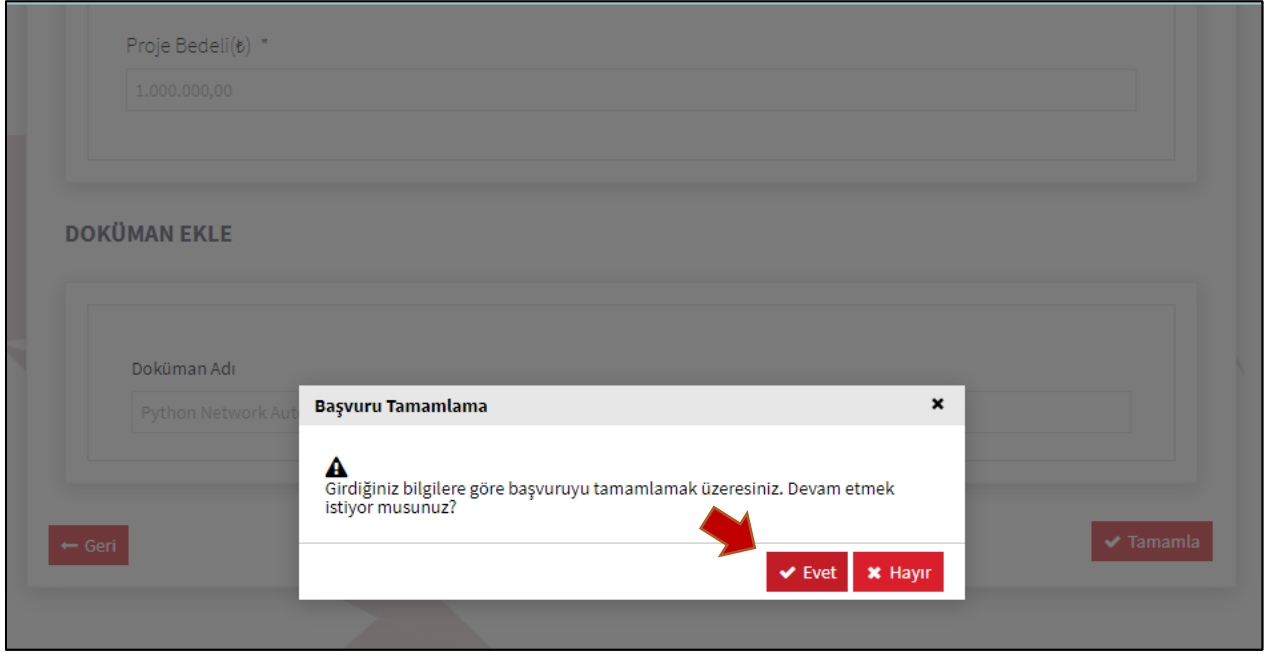 Proje Bedeli(₺) *
1.000.000,00
DOKÜMAN EKLE
Doküman Adı
Python Network
Başvuru Tamamlama
Girdiğiniz bilgilere göre başvuruyu tamamlamak üzeresiniz. Devam etmek
istiyor musunuz?
Geri
Tamamla
Evet
Hayır